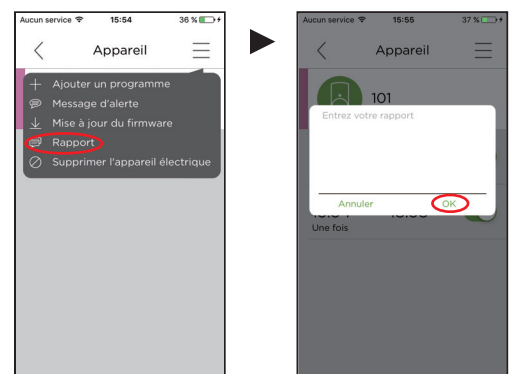 Aucun service 15:54 36 %
Appareil
Ajouter un programme
Message d'alerte
Mise à jour du firmware
Rapport
Supprimer l'appareil électrique
Aucun service 15:55 37 %
Appareil
101
Entrez votre rapport
Annuler OK
Une fois